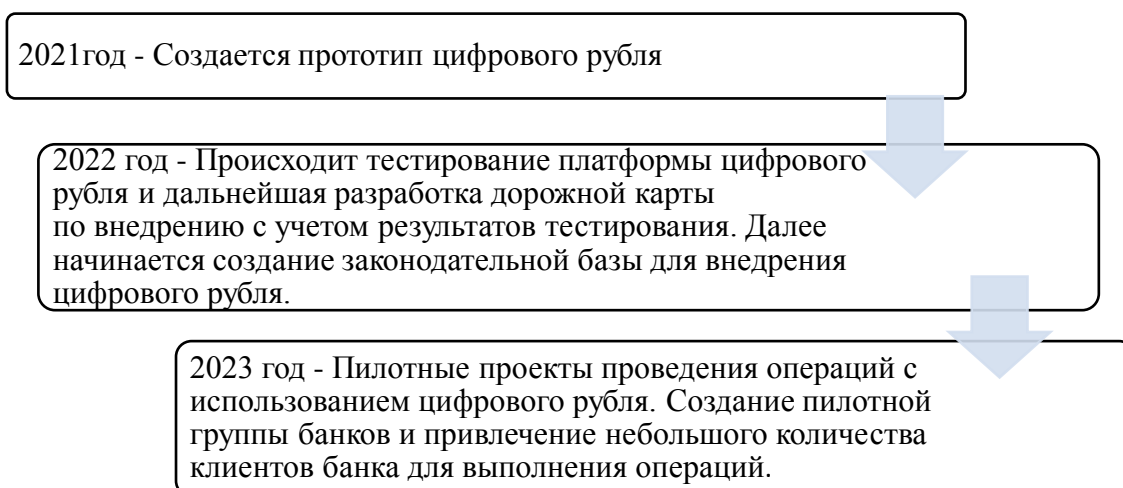 2021год - Создается прототип цифрового рубля
2022 год - Происходит тестирование платформы цифрового
рубля и дальнейшая разработка дорожной карты
по внедрению с учетом результатов тестирования. Далее
начинается создание законодательной базы для внедрения
цифрового рубля.
2023 год - Пилотные проекты проведения операций с
использованием цифрового рубля. Создание пилотной
группы банков и привлечение небольшого количества
клиентов банка для выполнения операций.